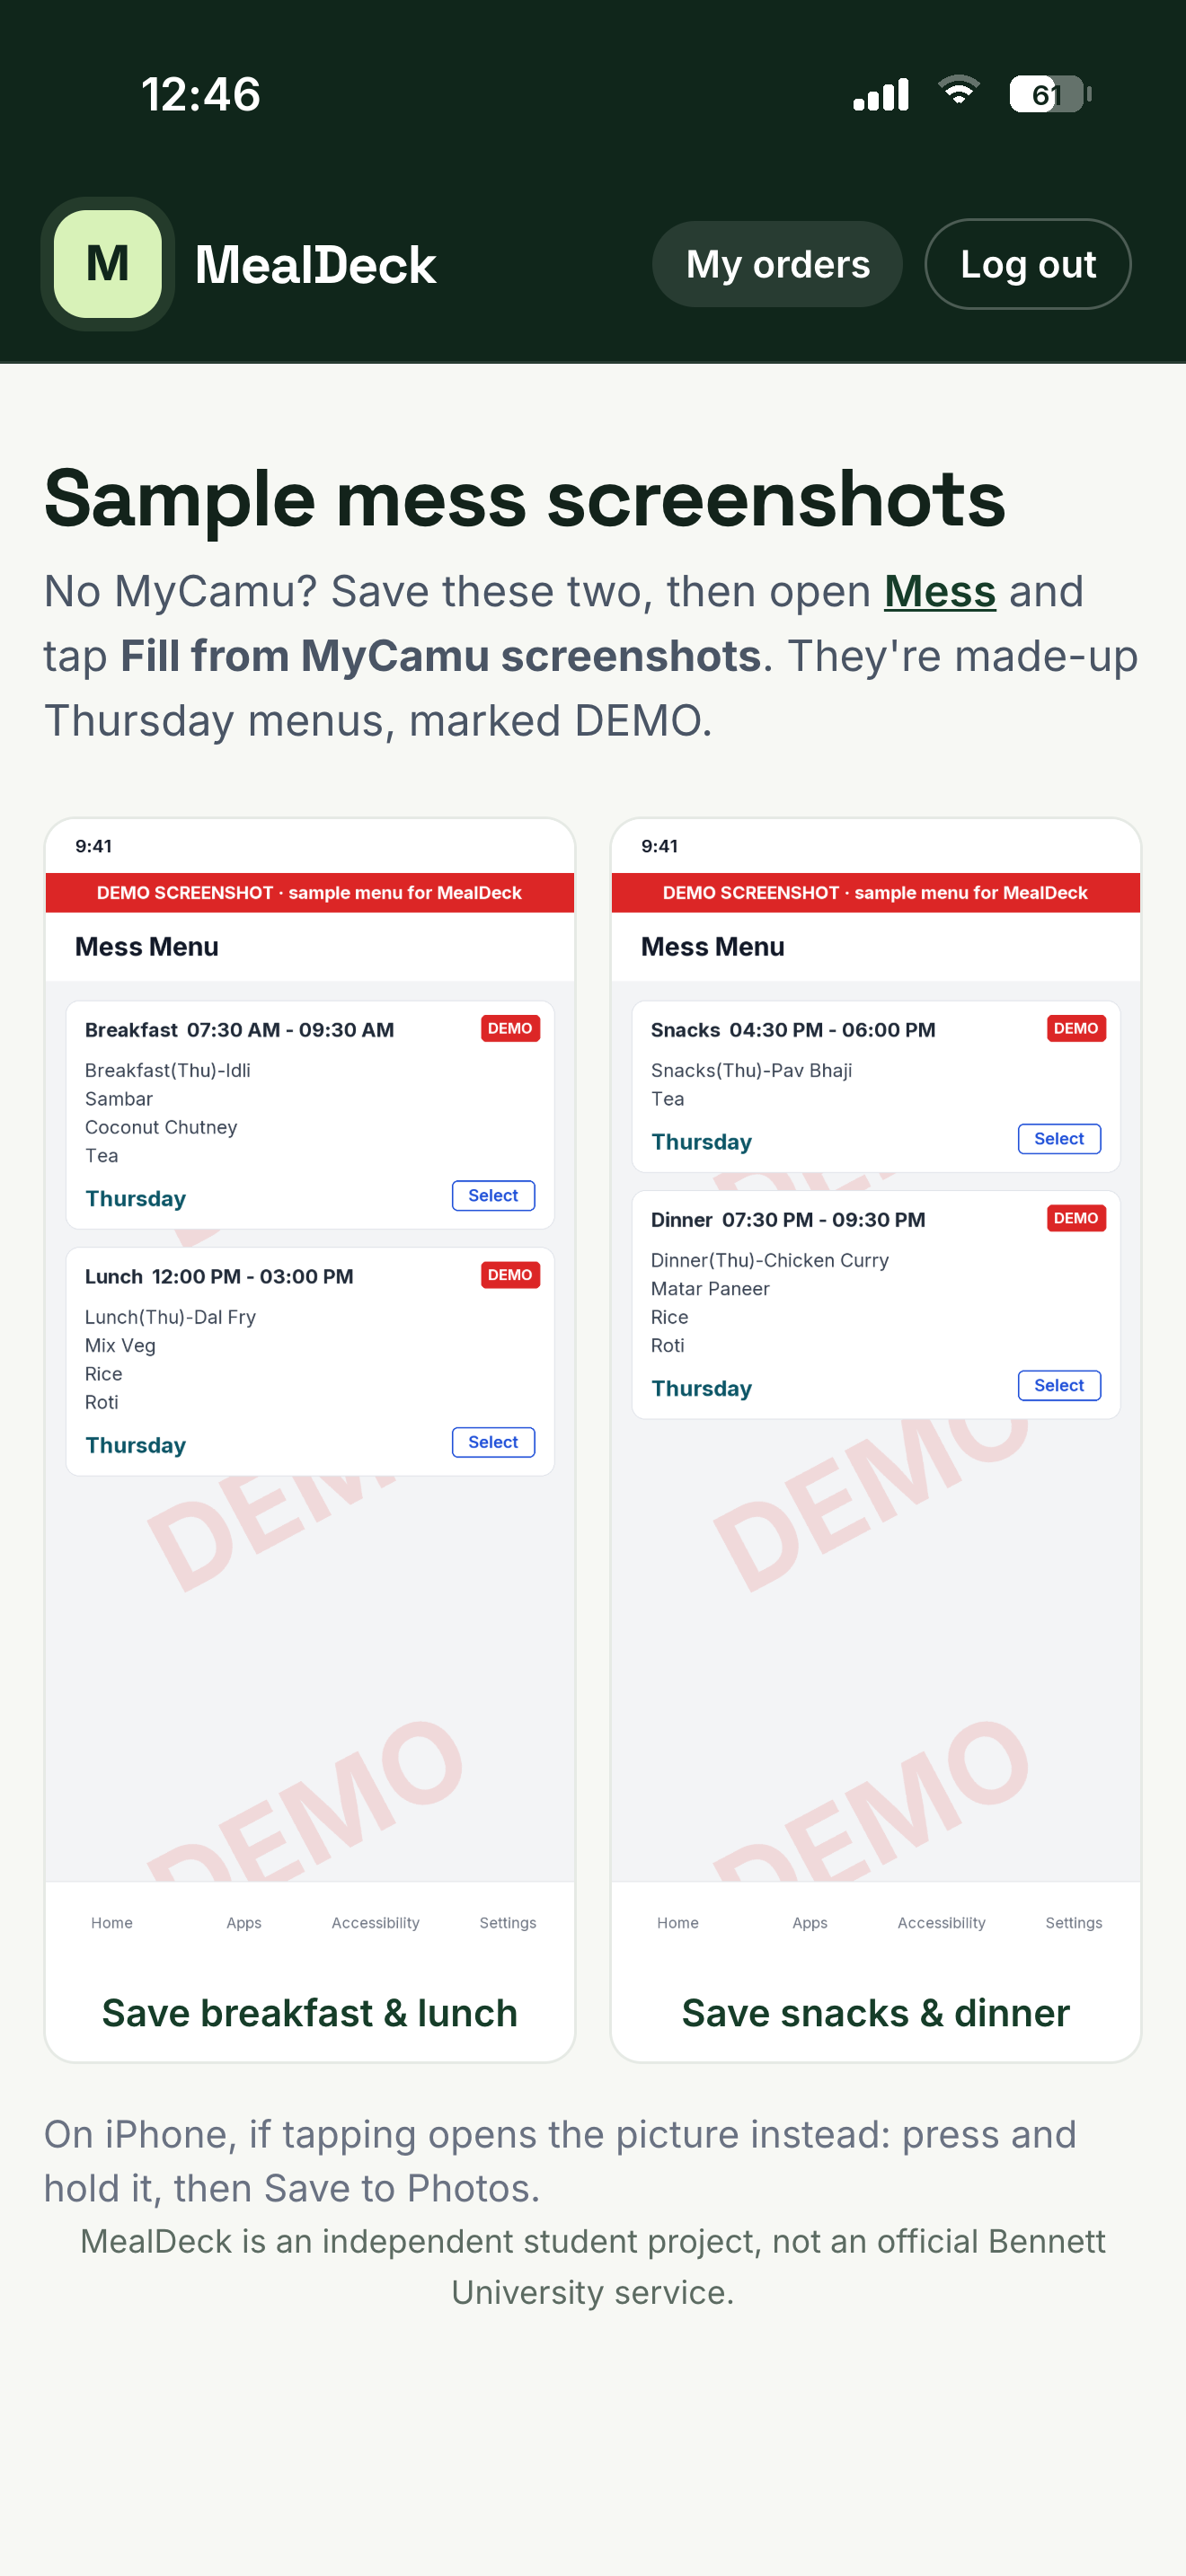 12:46
61
M
MealDeck
My orders
Log out
Sample mess screenshots
No MyCamu? Save these two, then open Mess and
tap Fill from MyCamu screenshots. They're made-up
Thursday menus, marked DEMO.
9:41
DEMO SCREENSHOT · sample menu for MealDeck
Mess Menu
Breakfast 07:30 AM - 09:30 AM
DEMO
Breakfast(Thu)-Idli
Sambar
Coconut Chutney
Tea
Thursday
Select
Lunch 12:00 PM - 03:00 PM
DEMO
Lunch(Thu)-Dal Fry
Mix Veg
Rice
Roti
Thursday
Select
DEMO
DEMO
Home
Apps
Accessibility
Settings
Save breakfast & lunch
9:41
DEMO SCREENSHOT · sample menu for MealDeck
Mess Menu
Snacks 04:30 PM - 06:00 PM
DEMO
Snacks(Thu)-Pav Bhaji
Tea
Thursday
Select
Dinner 07:30 PM - 09:30 PM
DEMO
Dinner(Thu)-Chicken Curry
Matar Paneer
Rice
Roti
Thursday
Select
DEMO
DEMO
Home
Apps
Accessibility
Settings
Save snacks & dinner
On iPhone, if tapping opens the picture instead: press and
hold it, then Save to Photos.
MealDeck is an independent student project, not an official Bennett
University service.